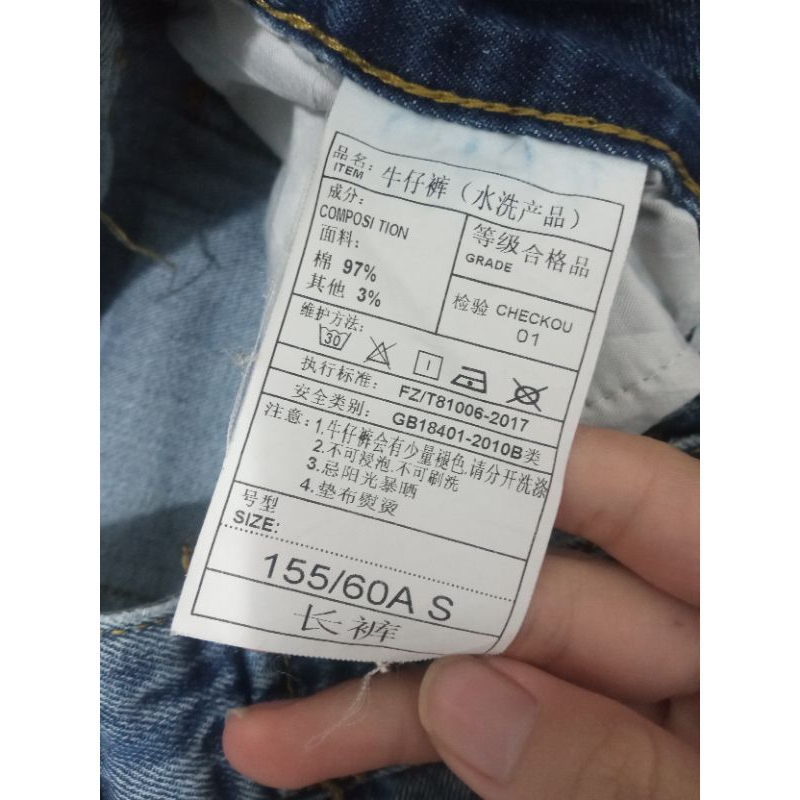 品名：牛仔裤（水洗产品）
ITEM
成分：
COMPOSI TION
面料：
棉 97%
其他 3%
等级合格品
GRADE
检验 CHECKOU
01
维护方法：
30
执行标准： FZ/T81006-2017
安全类别： GB18401-2010B类
注意：1.牛仔裤会有少量褪色.请分开洗涤
2.不可浸泡.不可刷洗
3.忌阳光暴晒
4.垫布熨烫
号型
SIZE:
155/60A S
长裤